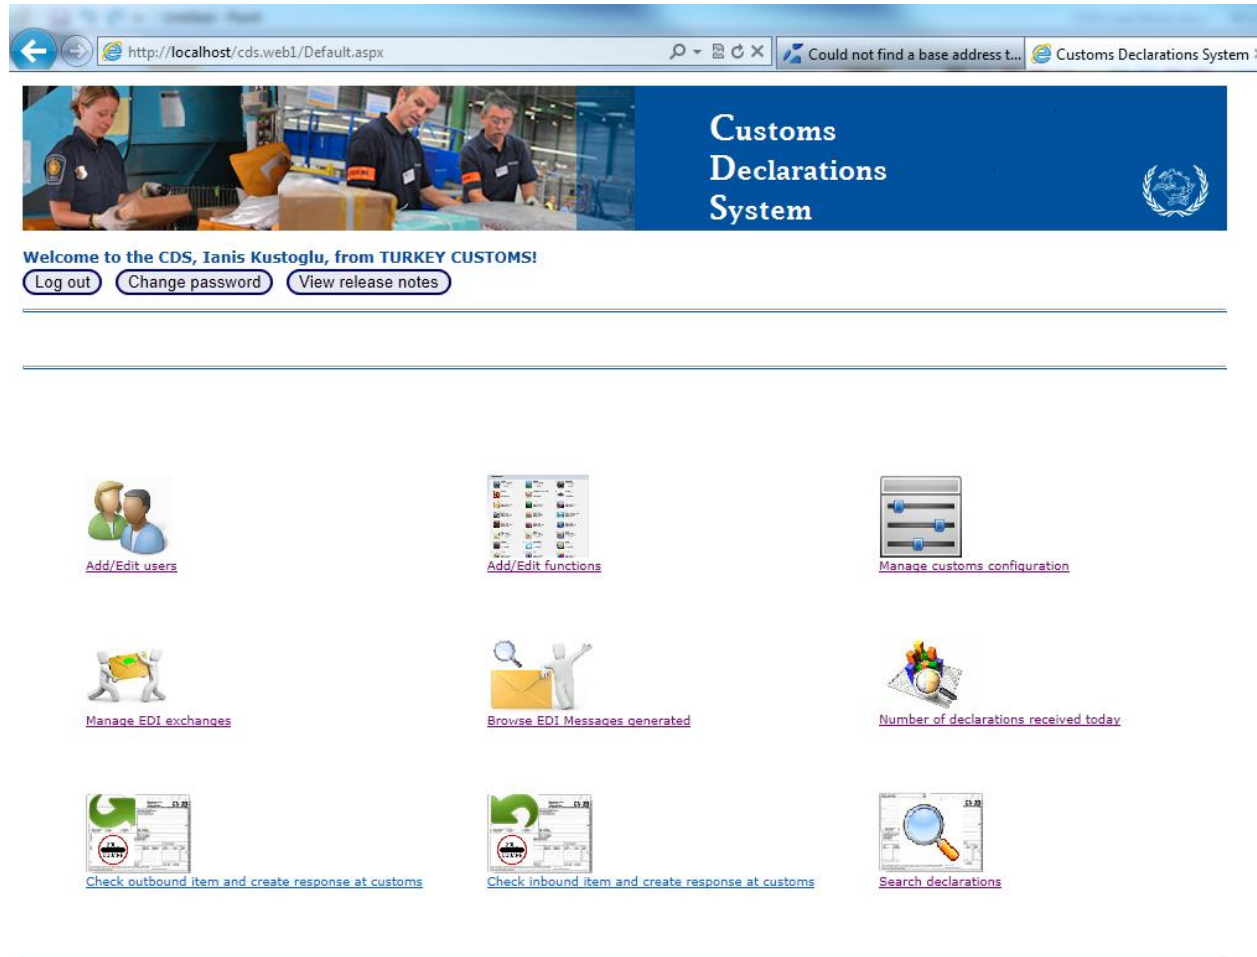 http://localhost/cds.web1/Default.aspx
Could not find a base address t...
Customs Declarations System
Customs
Declarations
System
Welcome to the CDS, Ianis Kustoglu, from TURKEY CUSTOMS!
Log out Change password View release notes
Add/Edit users Add/Edit functions Manage customs configuration
Manage EDI exchanges Browse EDI Messages generated Number of declarations received today
Check outbound item and create response at customs Check inbound item and create response at customs Search declarations